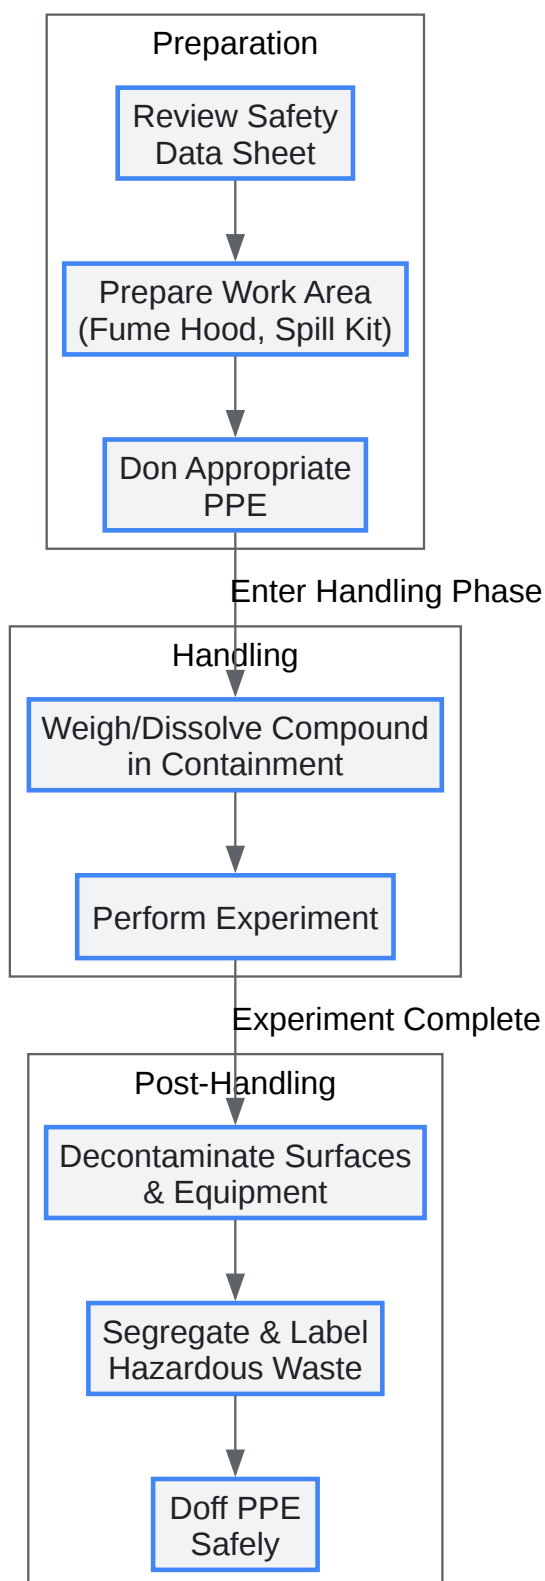 Preparation
Review Safety
Data Sheet
Prepare Work Area
(Fume Hood, Spill Kit)
Don Appropriate
PPE
Enter Handling Phase
Handling
Weigh/Dissolve Compound
in Containment
Perform Experiment
Experiment Complete
Post-Handling
Decontaminate Surfaces
& Equipment
Segregate & Label
Hazardous Waste
Doff PPE
Safely